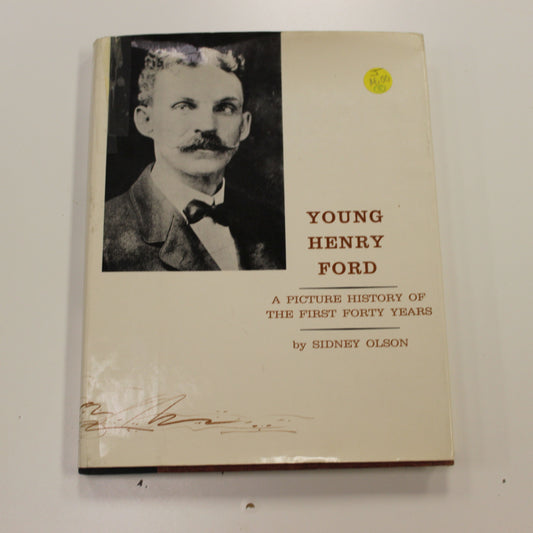 YOUNG
HENRY
FORD
A PICTURE HISTORY OF
THE FIRST FORTY YEARS
by SIDNEY OLSON